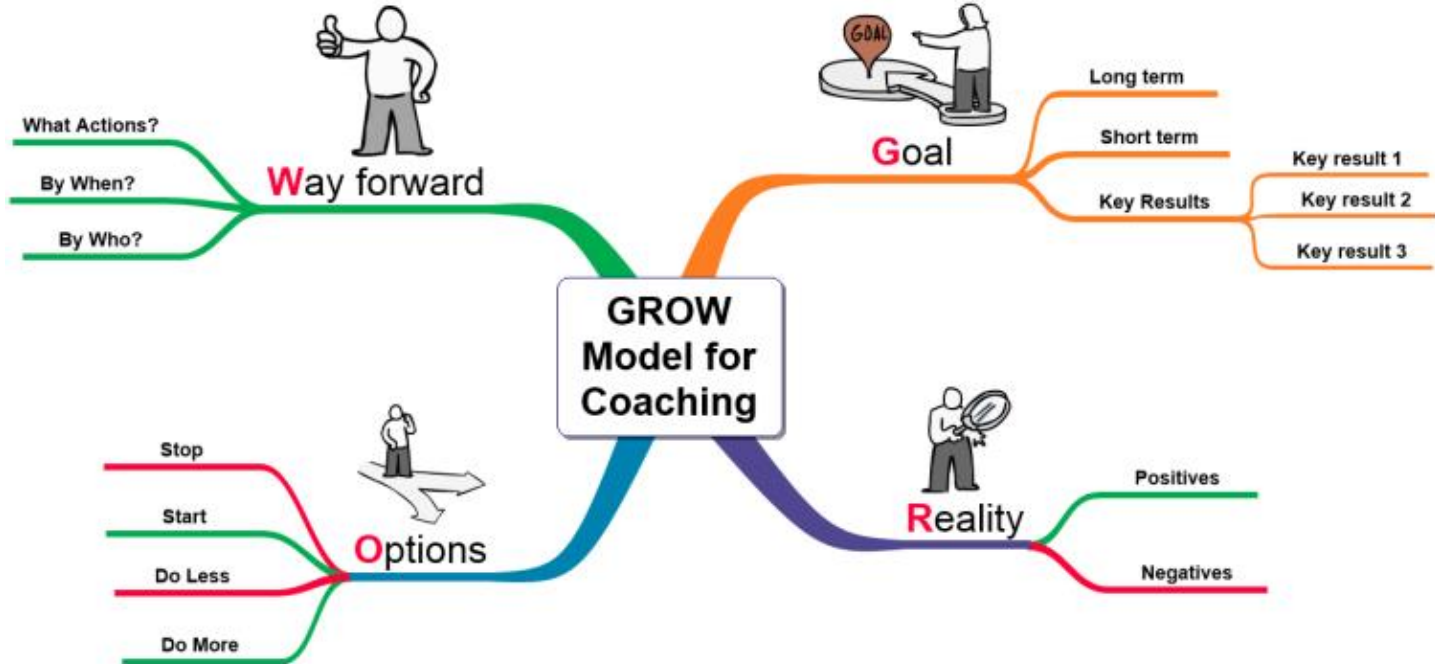 GROW
Model for
Coaching
GOAL
Goal
Long term
Short term
Key Results
Key result 1
Key result 2
Key result 3
Reality
Positives
Negatives
Options
Stop
Start
Do Less
Do More
Way forward
What Actions?
By When?
By Who?